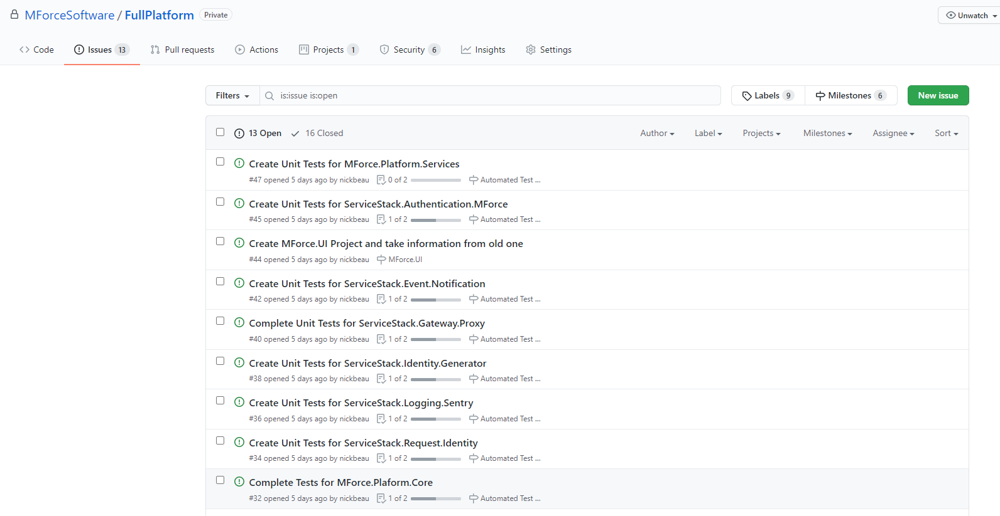 MForceSoftware / FullPlatform Private
Unwatch
Code Issues 13 Pull requests Actions Projects 1 Security 6 Insights Settings
Filters is:issue is:open Labels 9 Milestones 6 New issue
13 Open 16 Closed Author Label Projects Milestones Assignee Sort
Create Unit Tests for MForce.Platform.Services
#47 opened 5 days ago by nickbeau 0 of 2 Automated Test ...
Create Unit Tests for ServiceStack.Authentication.MForce
#45 opened 5 days ago by nickbeau 1 of 2 Automated Test ...
Create MForce.UI Project and take information from old one
#44 opened 5 days ago by nickbeau MForce.UI
Create Unit Tests for ServiceStack.Event.Notification
#42 opened 5 days ago by nickbeau 1 of 2 Automated Test ...
Complete Unit Tests for ServiceStack.Gateway.Proxy
#40 opened 5 days ago by nickbeau 1 of 2 Automated Test ...
Create Unit Tests for ServiceStack.Identity.Generator
#38 opened 5 days ago by nickbeau 1 of 2 Automated Test ...
Create Unit Tests for ServiceStack.Logging.Sentry
#36 opened 5 days ago by nickbeau 1 of 2 Automated Test ...
Create Unit Tests for ServiceStack.Request.Identity
#34 opened 5 days ago by nickbeau 1 of 2 Automated Test ...
Complete Tests for MForce.Plaform.Core
#32 opened 5 days ago by nickbeau 1 of 2 Automated Test ...